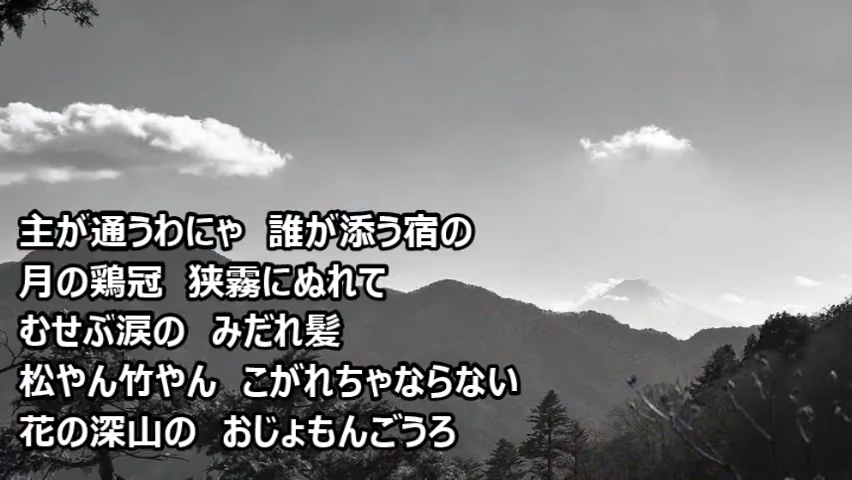 主が通うわにゃ 誰が添う宿の
月の鶏冠 狭霧にぬれて
むせぶ涙の みだれ髪
松やん竹やん こがれちゃならない
花の深山の おじょもんごうろ